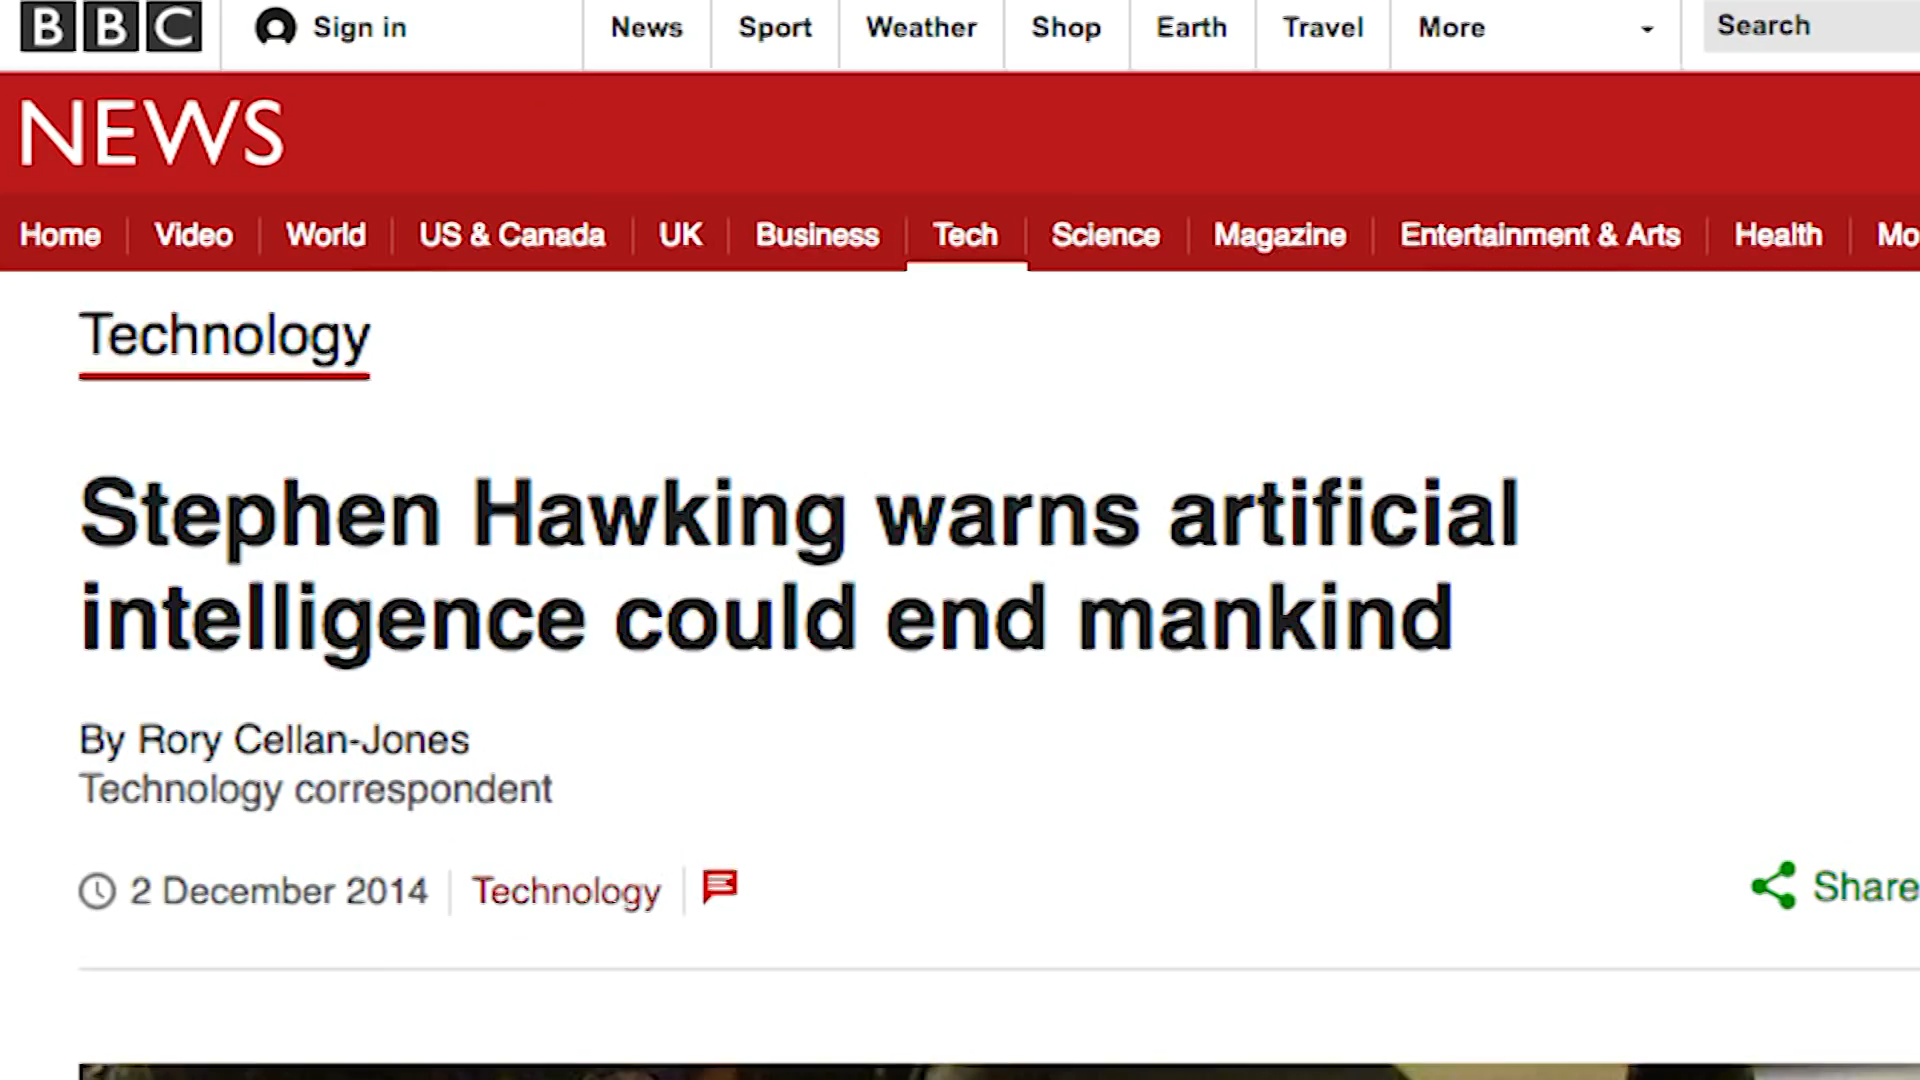 BBC Sign in News Sport Weather Shop Earth Travel More Search
NEWS
Home Video World US & Canada UK Business Tech Science Magazine Entertainment & Arts Health Mo
Technology
Stephen Hawking warns artificial
intelligence could end mankind
By Rory Cellan-Jones
Technology correspondent
2 December 2014 Technology
Share